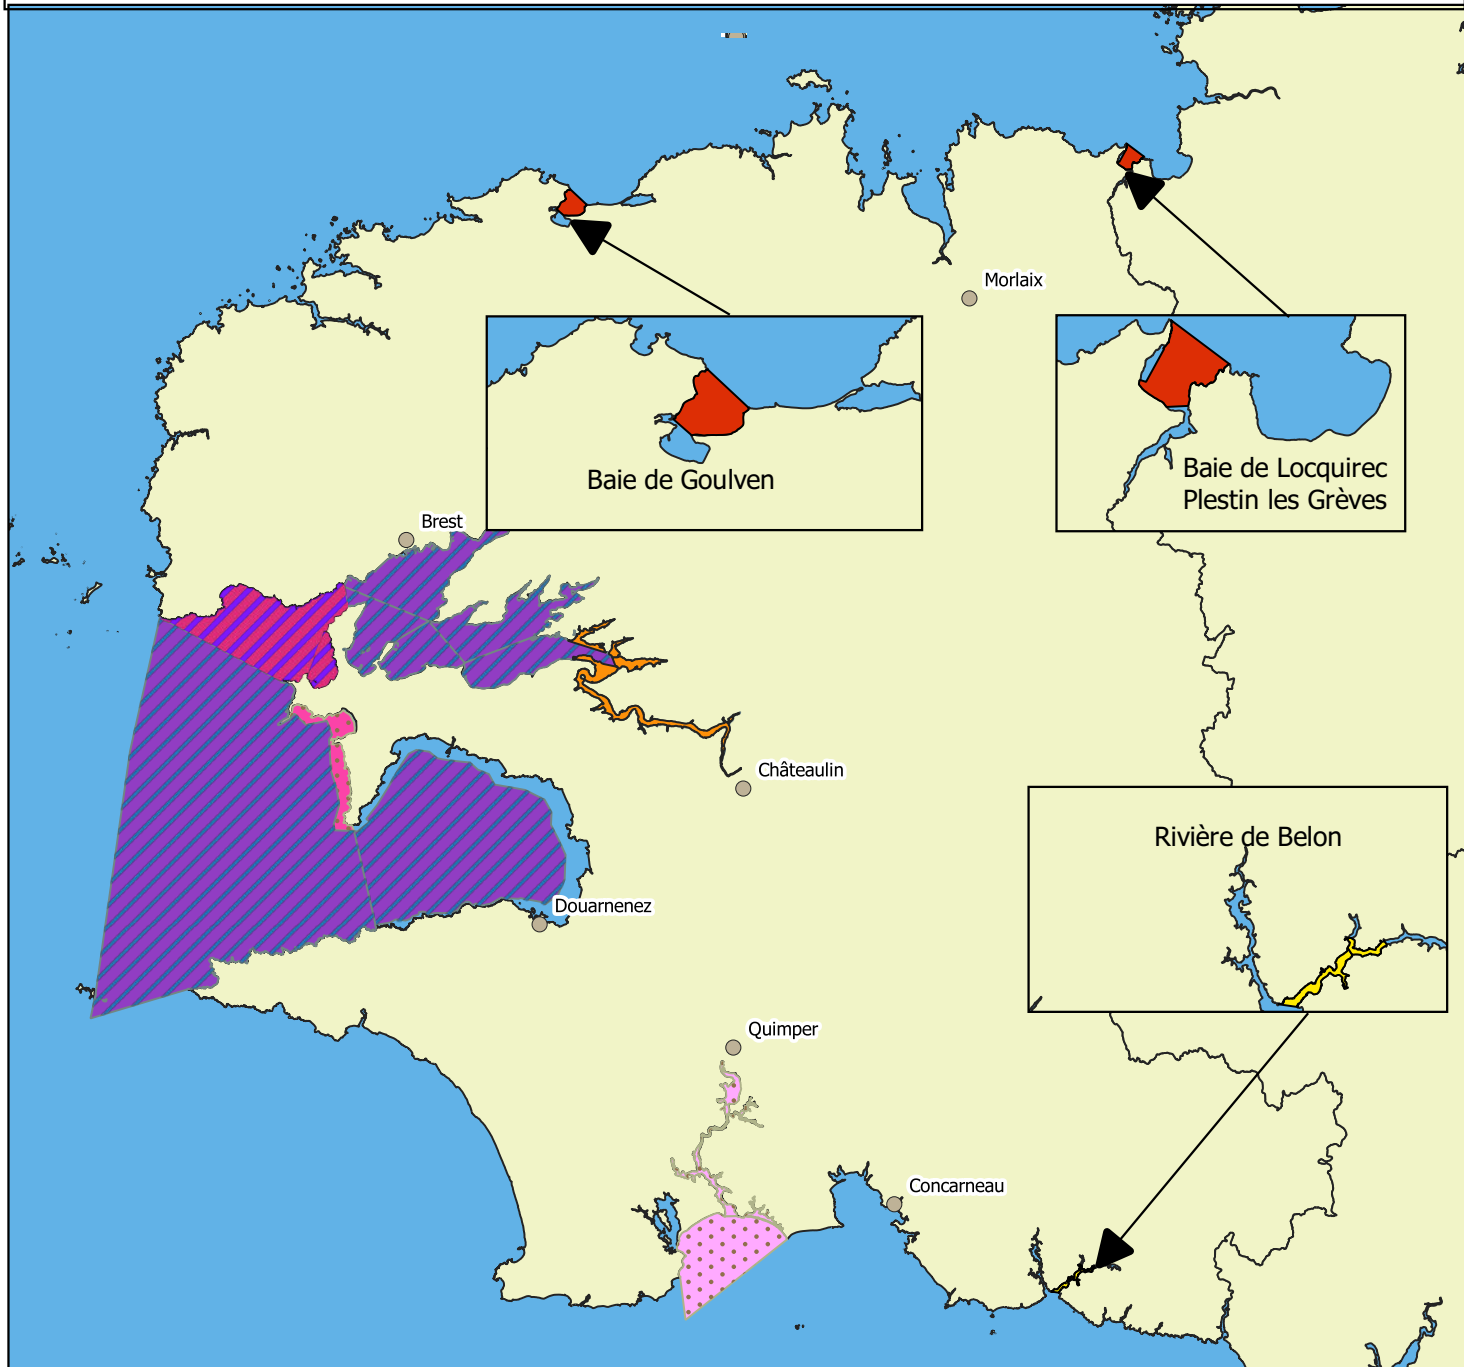 Morlaix
Baie de Goulven
Baie de Locquirec
Plestin les Grèves
Brest
Châteaulin
Rivière de Belon
Douarnenez
Quimper
Concarneau